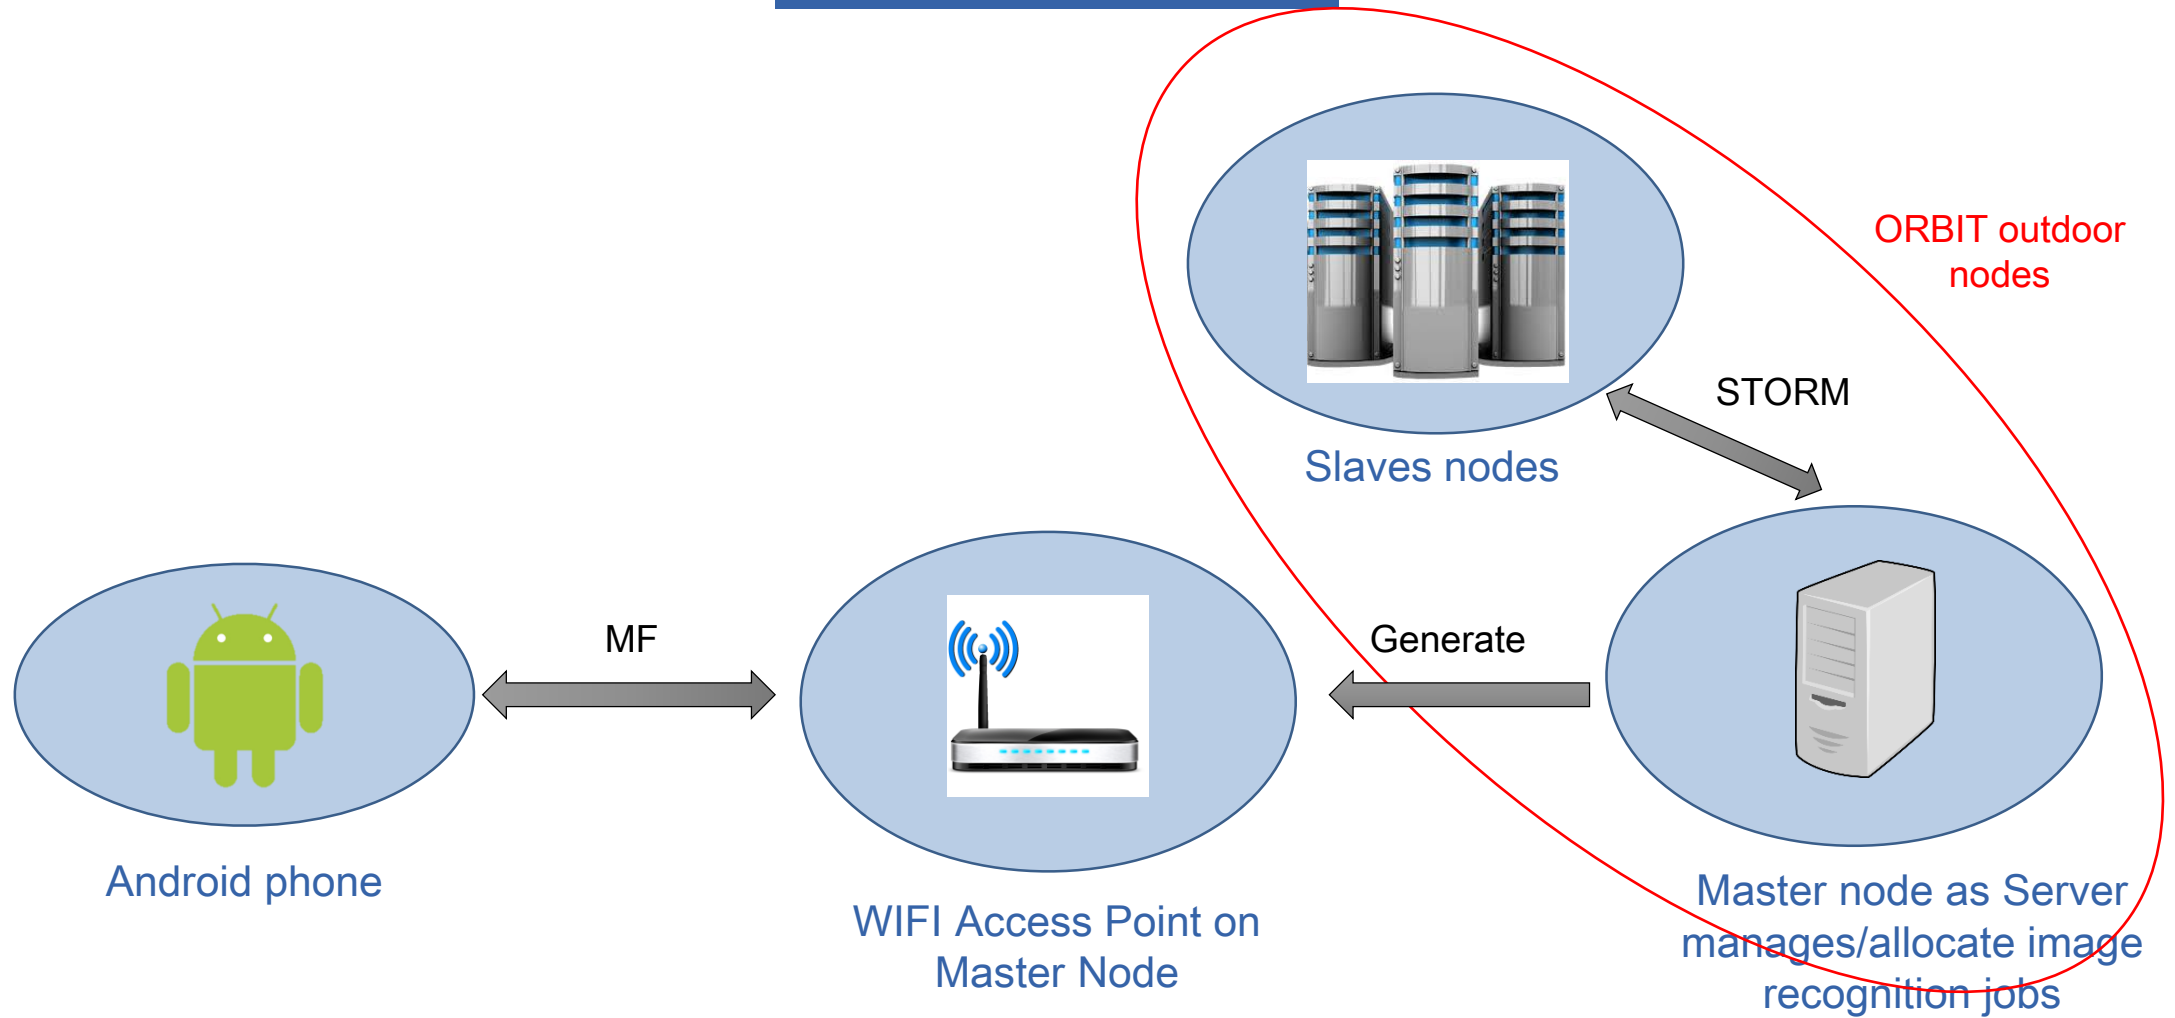 ORBIT outdoor
nodes
STORM
Slaves nodes
MF
Generate
Android phone
WIFI Access Point on
Master Node
Master node as Server
manages/allocate image
recognition jobs